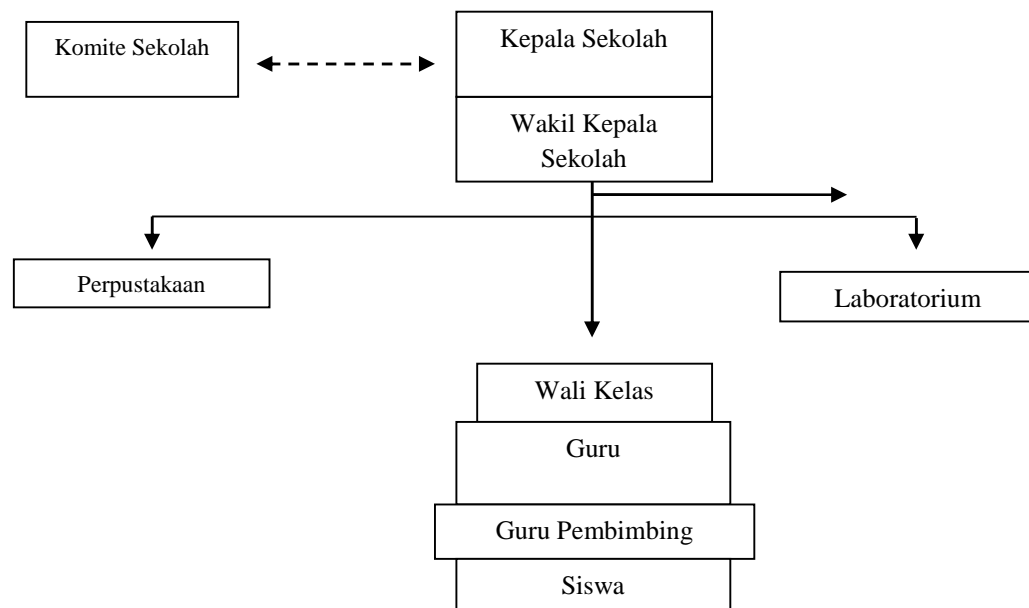 Komite Sekolah
Kepala Sekolah
Wakil Kepala
Sekolah
Perpustakaan
Laboratorium
Wali Kelas
Guru
Guru Pembimbing
Siswa